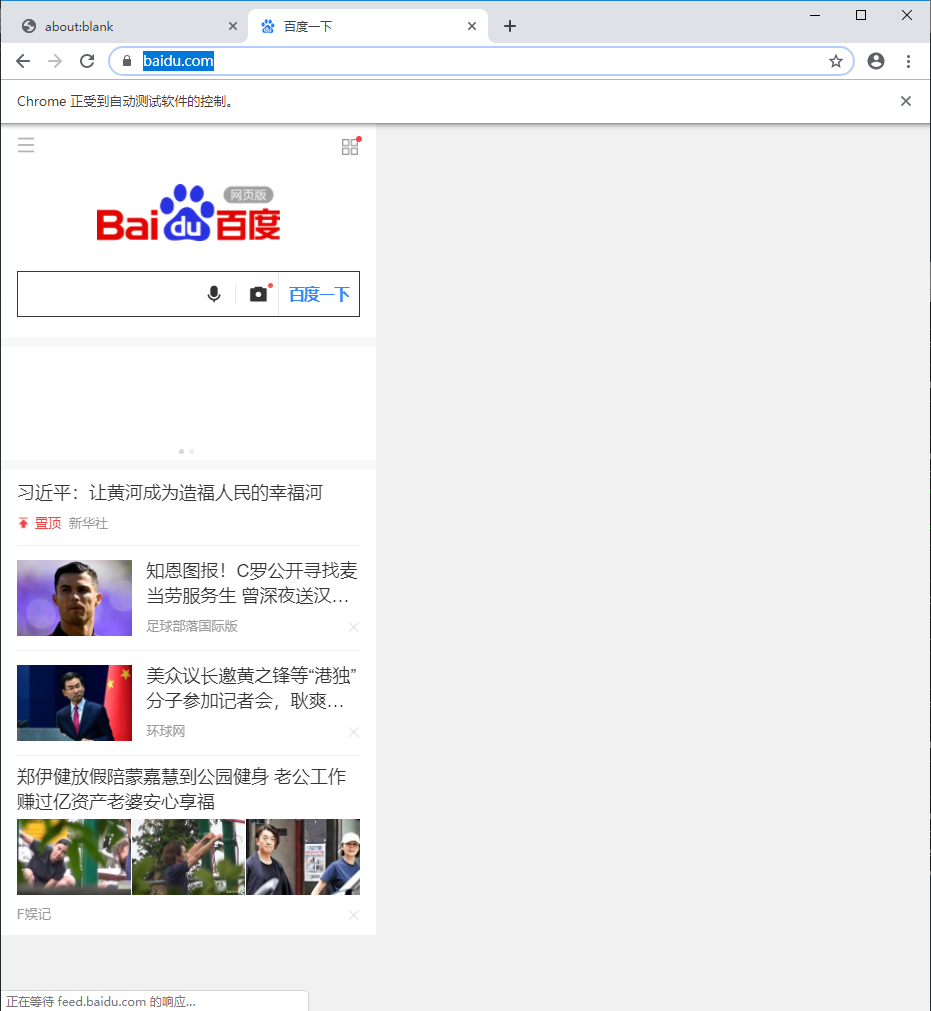 about:blank
百度一下
baidu.com
Chrome 正受到自动测试软件的控制。
网页版
Bai du 百度
百度一下
习近平：让黄河成为造福人民的幸福河
置顶 新华社
知恩图报！C罗公开寻找麦
当劳服务生 曾深夜送汉…
足球部落国际版
美众议长邀黄之锋等“港独”
分子参加记者会，耿爽…
环球网
郑伊健放假陪蒙嘉慧到公园健身 老公工作
赚过亿资产老婆安心享福
F娱记
正在等待 feed.baidu.com 的响应...